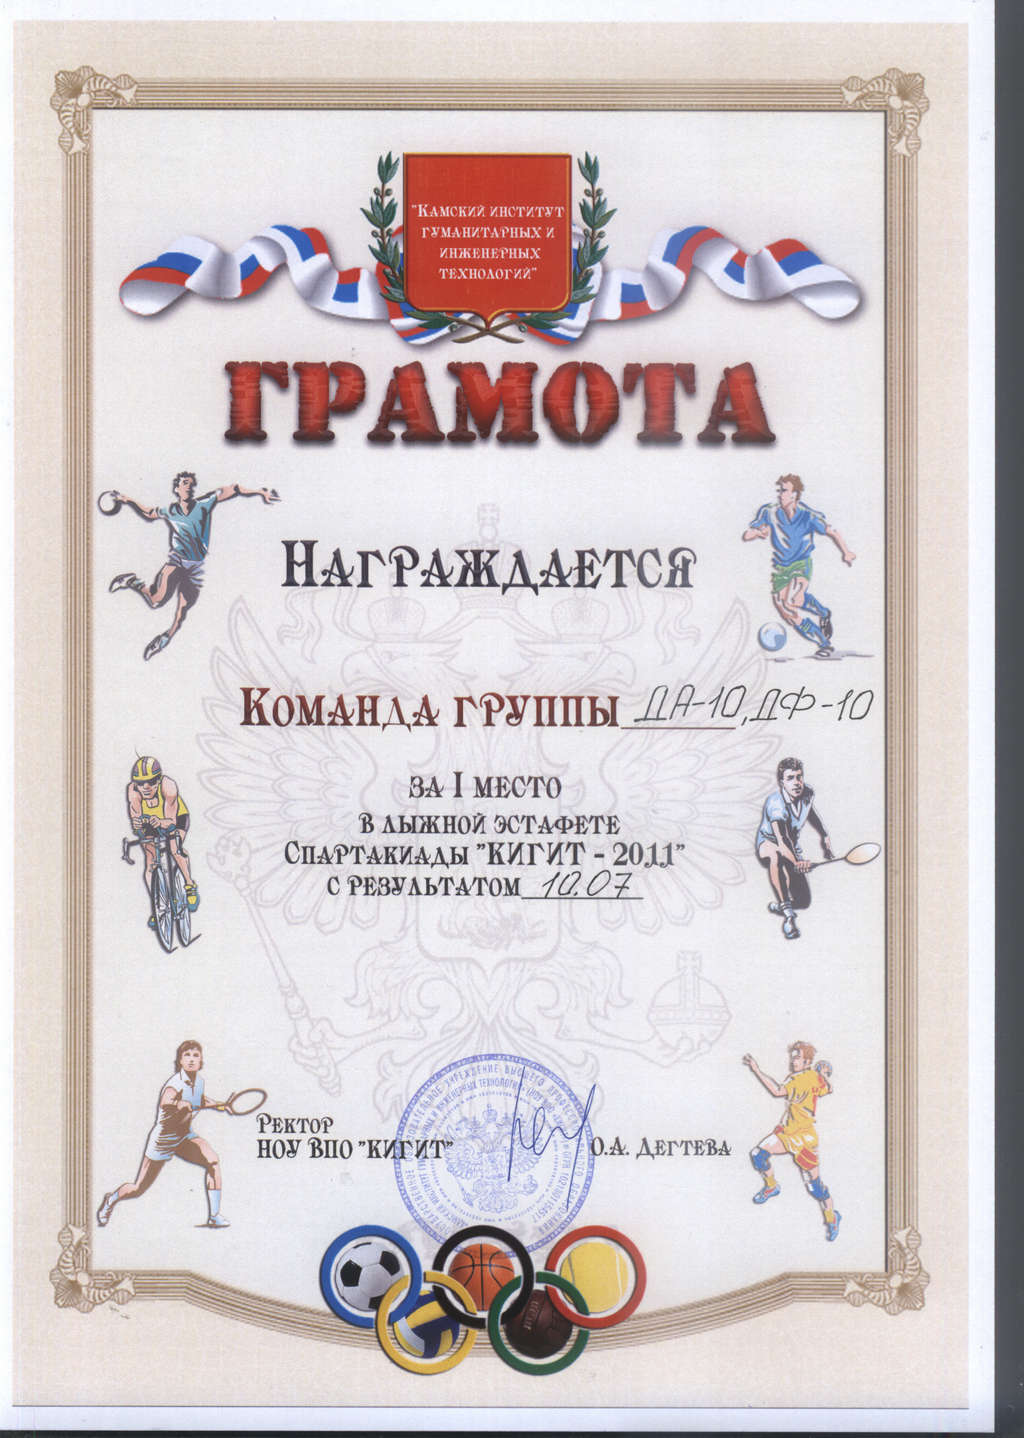 "Камский институт
гуманитарных и
инженерных
технологий"
ГРАМОТА
Награждается
Команда группы ДА-10, ДФ-10
за I место
в лыжной эстафете
Спартакиады "КИГИТ - 2011"
с результатом 10.07
Ректор
НОУ ВПО "КИГИТ"
О.А. Дегтева